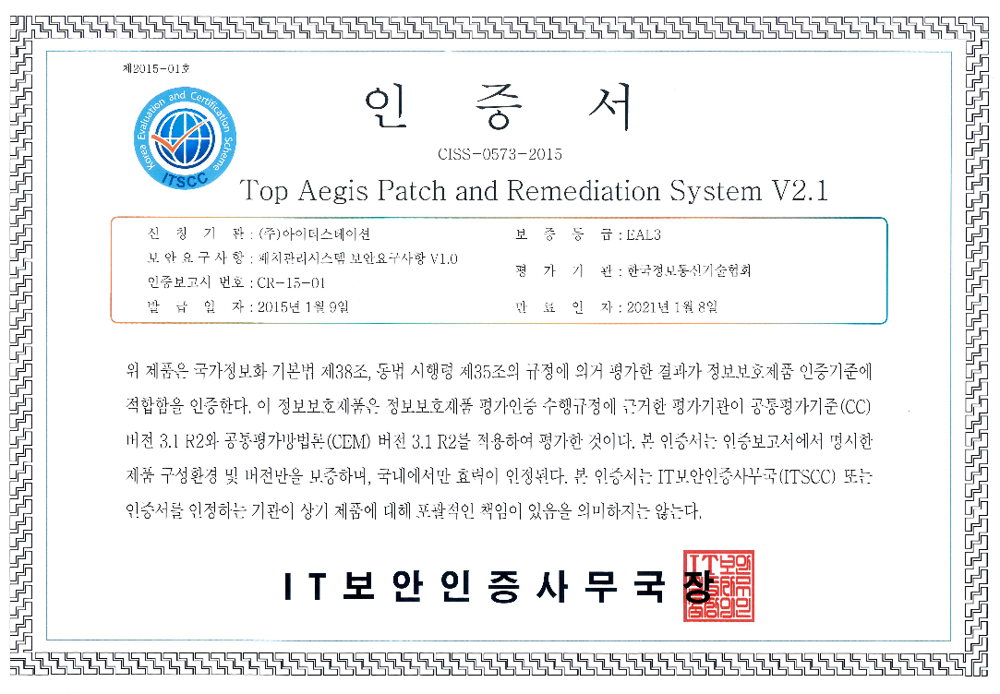 제2015-01호
Korea Evaluation and Certification Scheme
ITSCC
인 증 서
CISS-0573-2015
Top Aegis Patch and Remediation System V2.1
신 청 기 관 : (주)아이티스테이션
보 증 등 급 : EAL3
보 안 요 구 사 항 : 패치관리시스템 보안요구사항 V1.0
평 가 기 관 : 한국정보통신기술협회
인증보고서 번호 : CR-15-01
발 급 일 자 : 2015년 1월 9일
만 료 일 자 : 2021년 1월 8일
위 제품은 국가정보화 기본법 제38조, 동법 시행령 제35조의 규정에 의거 평가한 결과가 정보보호제품 인증기준에
적합함을 인증한다. 이 정보보호제품은 정보보호제품 평가인증 수행규정에 근거한 평가기관이 공통평가기준(CC)
버전 3.1 R2와 공통평가방법론(CEM) 버전 3.1 R2를 적용하여 평가한 것이다. 본 인증서는 인증보고서에서 명시한
제품 구성환경 및 버전만을 보증하며, 국내에서만 효력이 인정된다. 본 인증서는 IT보안인증사무국(ITSCC) 또는
인증서를 인정하는 기관이 상기 제품에 대해 포괄적인 책임이 있음을 의미하지는 않는다.
IT보안인증사무국장